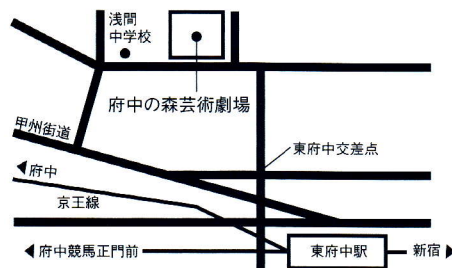 浅間
中学校
府中の森芸術劇場
甲州街道
東府中交差点
◀府中
京王線
◀府中競馬正門前
東府中駅
新宿▶